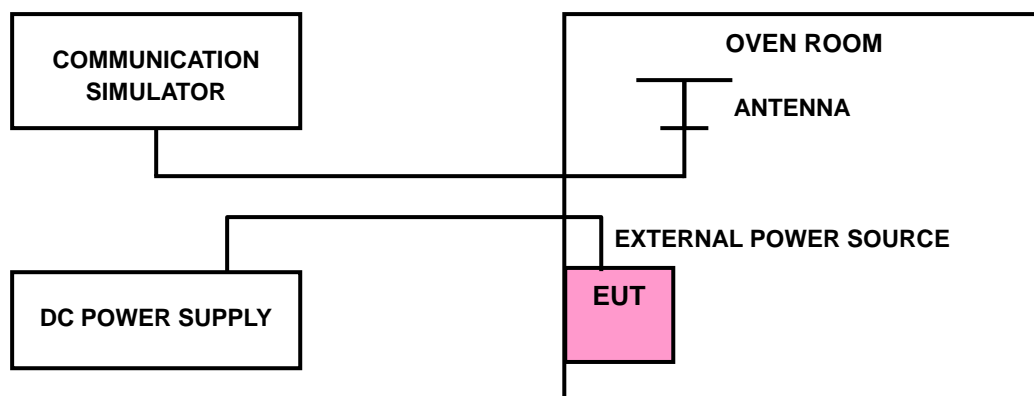 COMMUNICATION
SIMULATOR
OVEN ROOM
ANTENNA
EXTERNAL POWER SOURCE
DC POWER SUPPLY
EUT